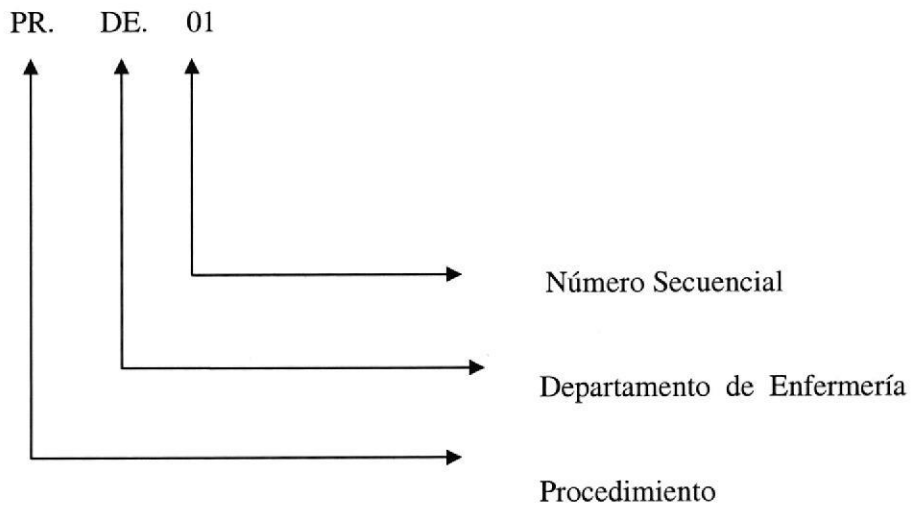 PR. DE. 01
Número Secuencial
Departamento de Enfermería
Procedimiento